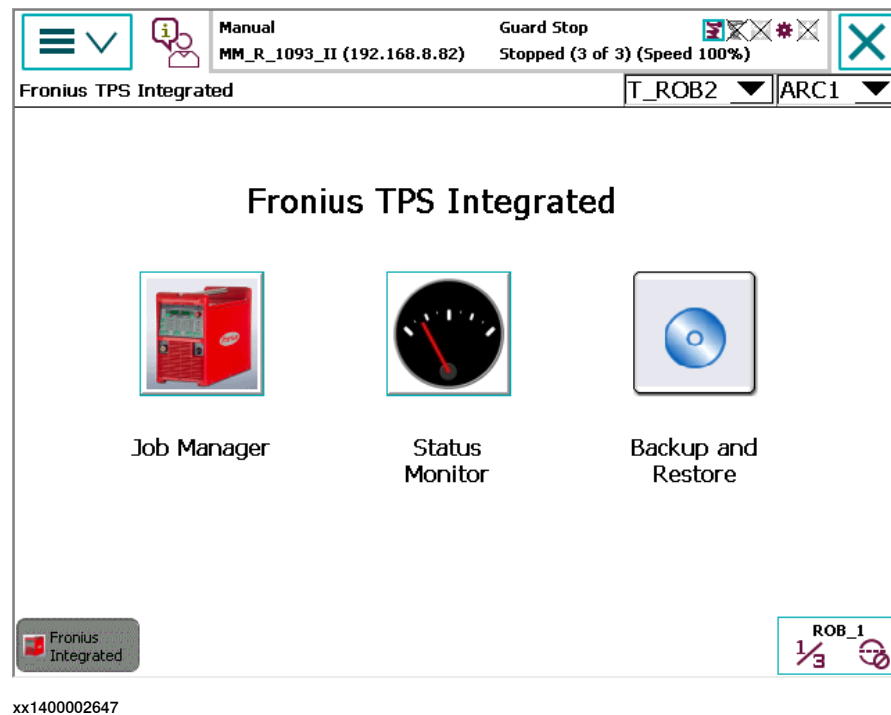 Manual
Guard Stop
MM_R_1093_II (192.168.8.82)
Stopped (3 of 3) (Speed 100%)
Fronius TPS Integrated
T_ROB2
ARC1
Fronius TPS Integrated
Job Manager
Status
Monitor
Backup and
Restore
Fronius
Integrated
ROB_1
1/3
xx1400002647